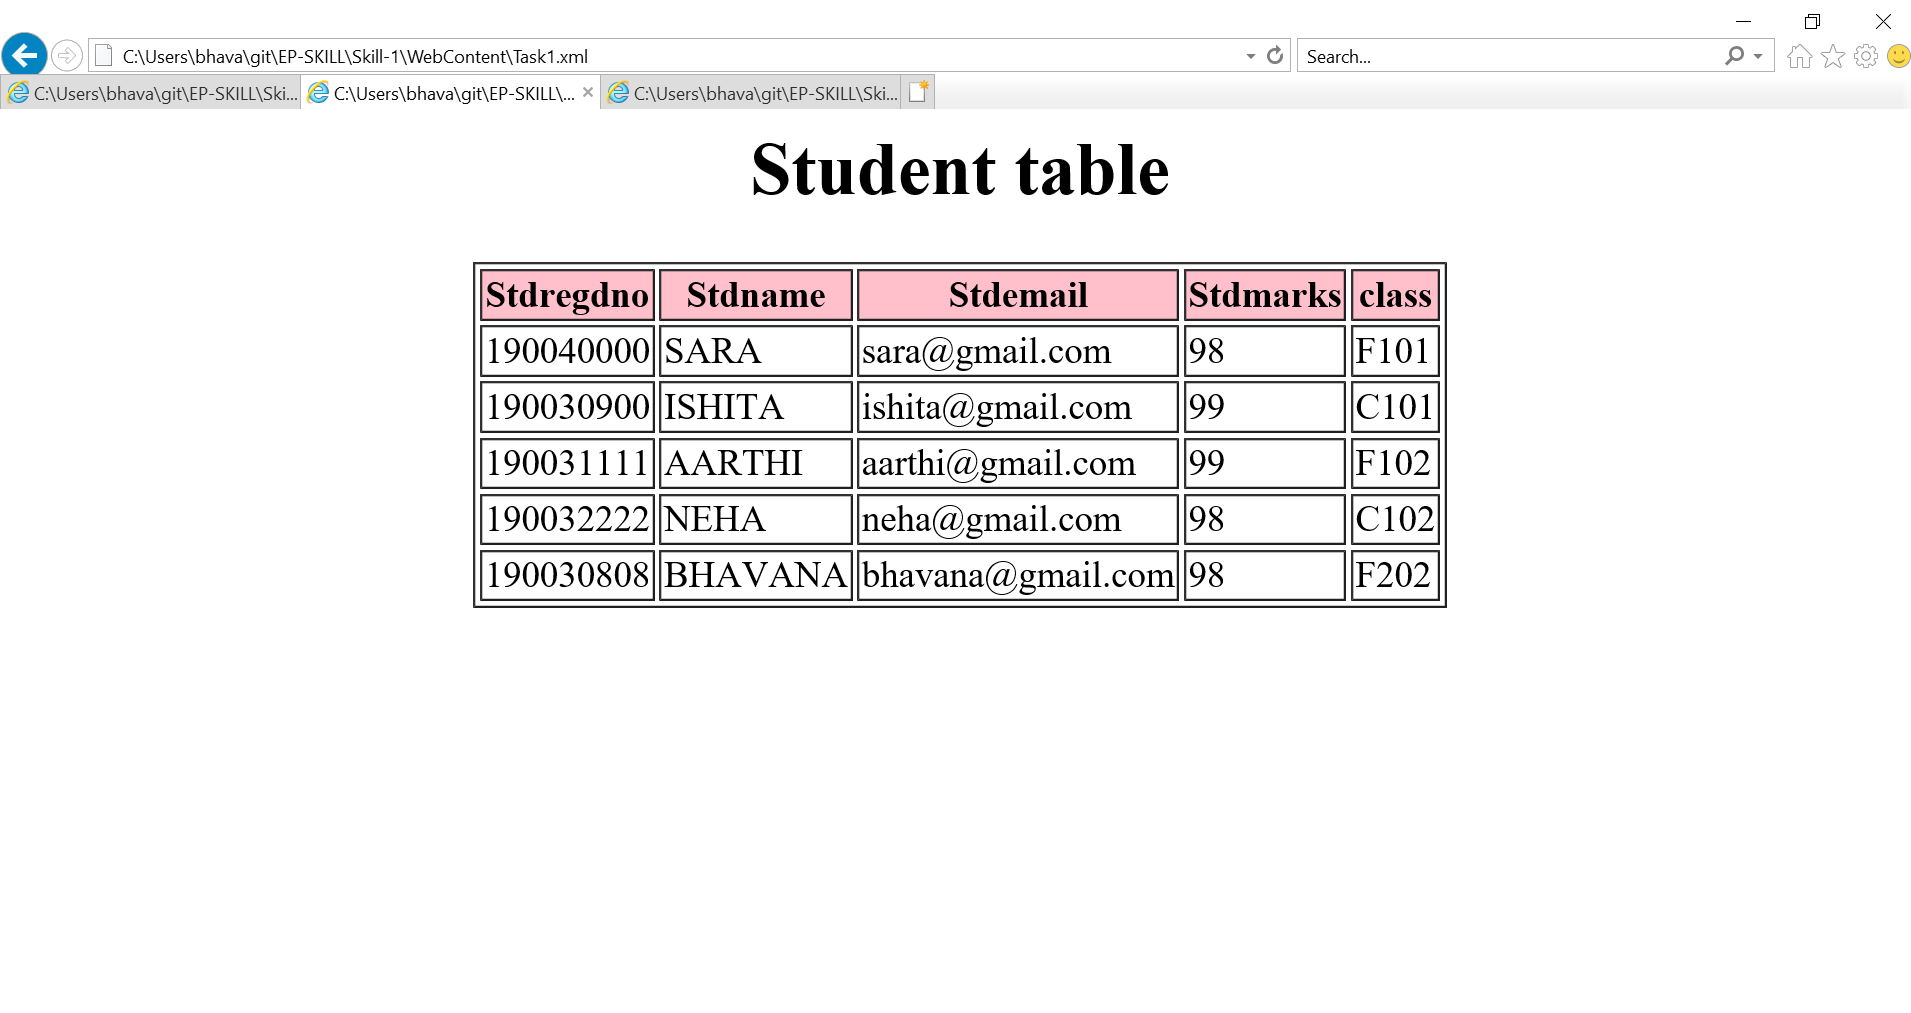 C:\Users\bhava\git\EP-SKILL\Skill-1\WebContent\Task1.xml Search...
C:\Users\bhava\git\EP-SKILL\Ski... C:\Users\bhava\git\EP-SKILL\... C:\Users\bhava\git\EP-SKILL\Ski...
Student table
Stdregdno Stdname Stdemail Stdmarks class
190040000 SARA sara@gmail.com 98 F101
190030900 ISHITA ishita@gmail.com 99 C101
190031111 AARTHI aarthi@gmail.com 99 F102
190032222 NEHA neha@gmail.com 98 C102
190030808 BHAVANA bhavana@gmail.com 98 F202